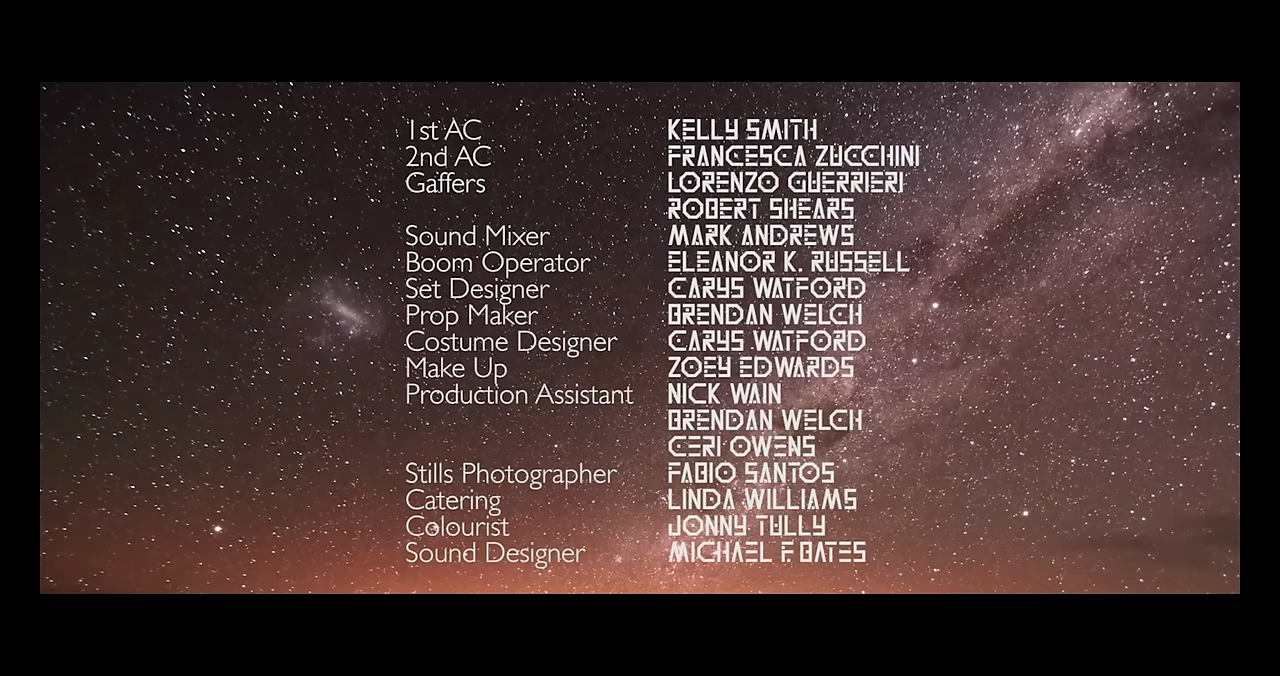 1st AC KELLY SMITH
2nd AC FRANCESCA ZUCCHINI
Gaffers LORENZO GUERRIERI
ROBERT SHEARS
Sound Mixer MARK ANDREWS
Boom Operator ELEANOR K. RUSSELL
Set Designer CARYS WATFORD
Prop Maker BRENDAN WELCH
Costume Designer CARYS WATFORD
Make Up ZOEY EDWARDS
Production Assistant NICK WAIN
BRENDAN WELCH
CERI OWENS
Stills Photographer FABIO SANTOS
Catering LINDA WILLIAMS
Colourist JONNY TULLY
Sound Designer MICHAEL F BATES